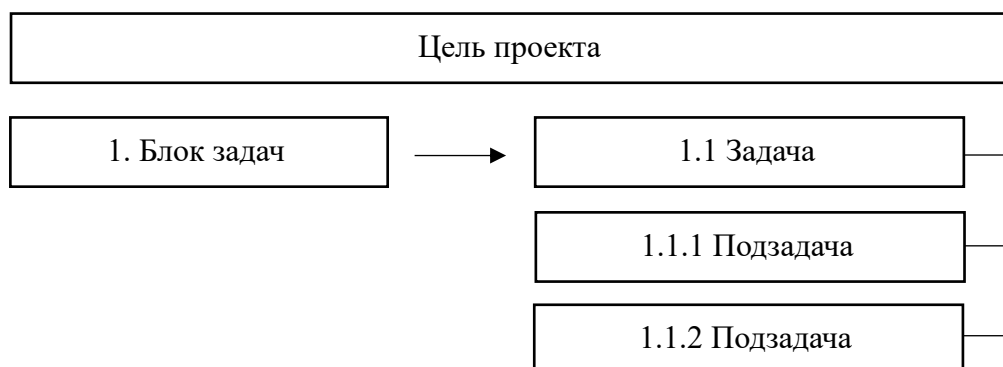 Цель проекта
1. Блок задач
1.1 Задача
1.1.1 Подзадача
1.1.2 Подзадача